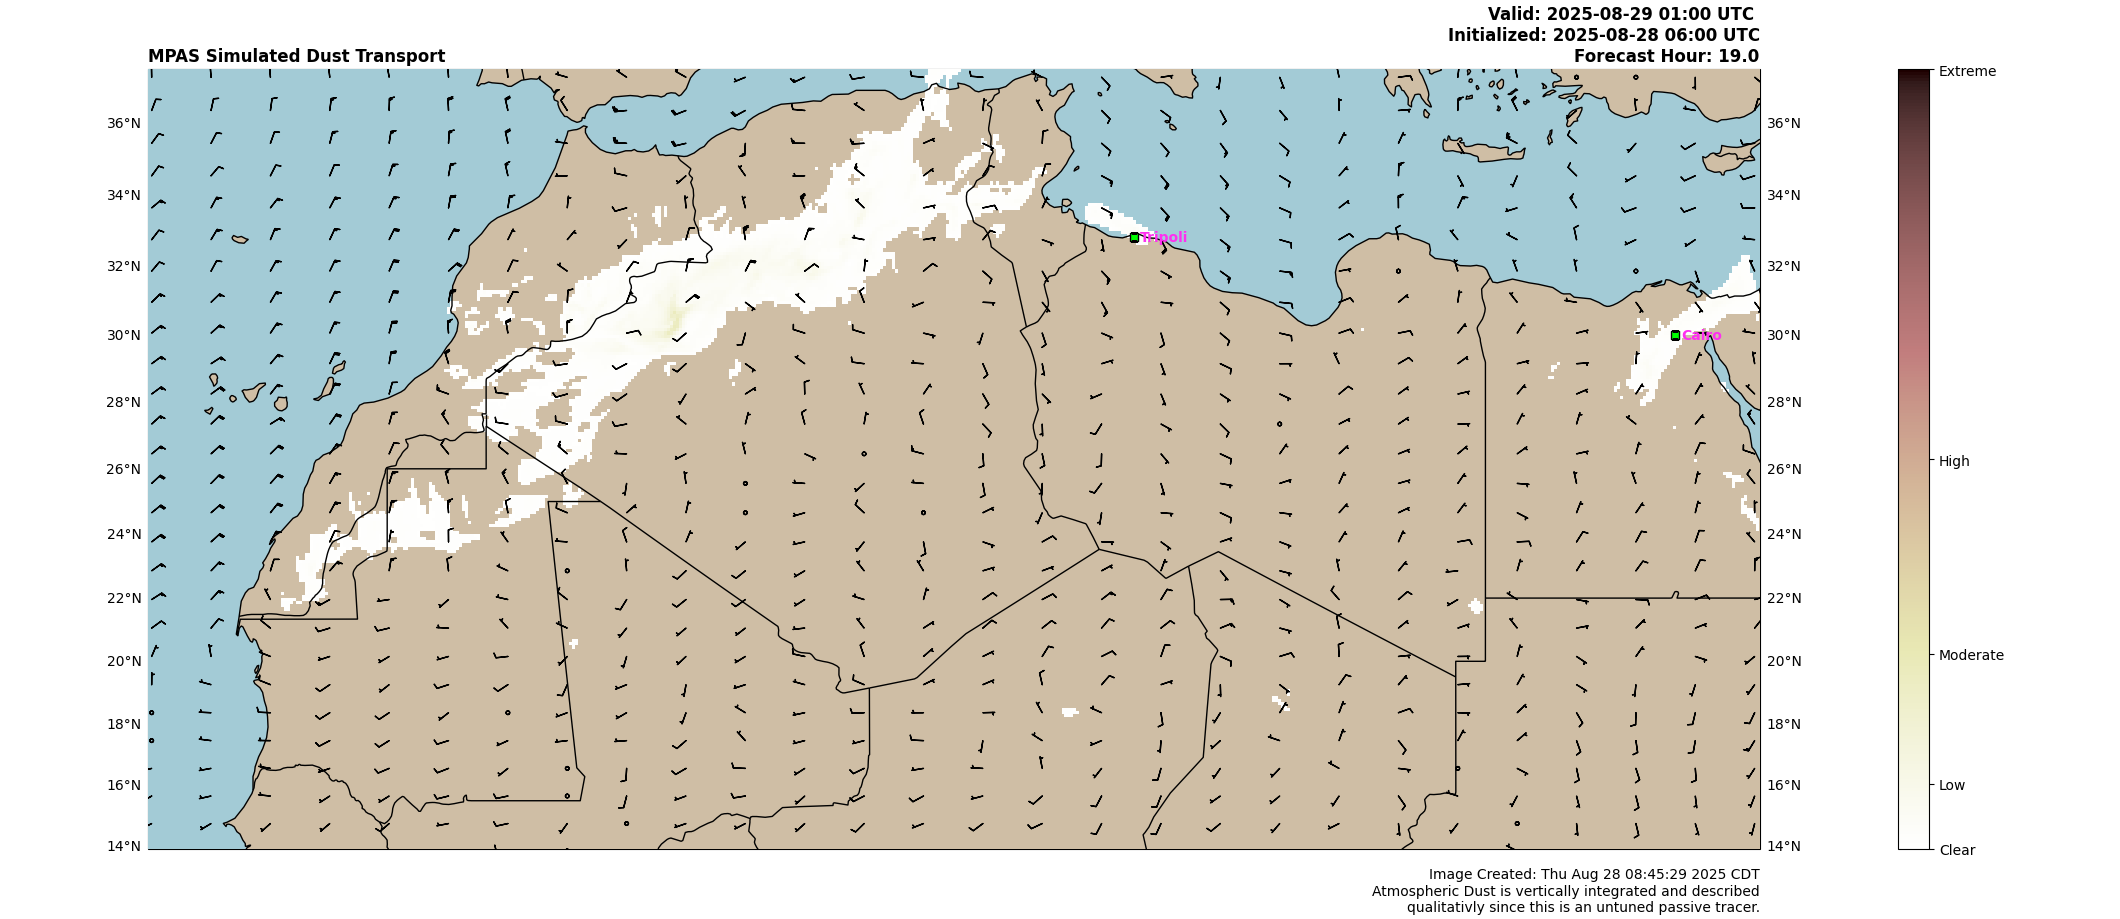 Valid: 2025-08-29 01:00 UTC
Initialized: 2025-08-28 06:00 UTC
MPAS Simulated Dust Transport
Forecast Hour: 19.0
Extreme
36°N
36°N
34°N
34°N
Tripoli
32°N
32°N
30°N
Cairo
30°N
28°N
28°N
High
26°N
26°N
24°N
24°N
22°N
22°N
20°N
20°N
Moderate
18°N
18°N
16°N
16°N
Low
14°N
14°N
Clear
Image Created: Thu Aug 28 08:45:29 2025 CDT
Atmospheric Dust is vertically integrated and described
qualitativly since this is an untuned passive tracer.